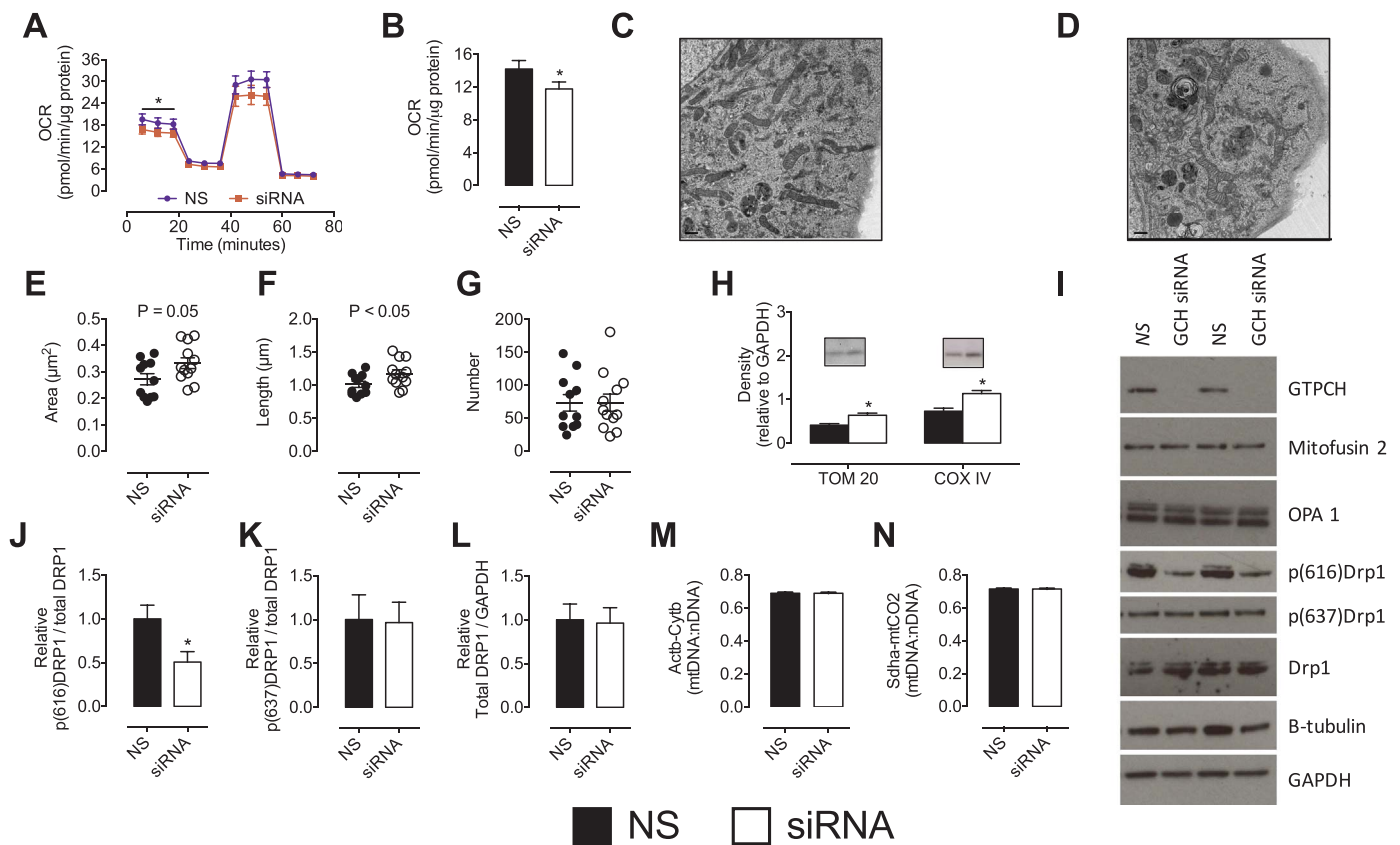 A
OCR
(pmol/min/µg protein)
36
30
24
18
12
6
0
*
NS
siRNA
0
20
40
60
80
Time (minutes)
B
OCR
(pmol/min/µg protein)
16
12
8
4
0
*
NS
siRNA
C
D
E
P = 0.05
Area (µm²)
0.5
0.4
0.3
0.2
0.1
0.0
NS
siRNA
F
P < 0.05
Length (µm)
2.0
1.5
1.0
0.5
0.0
NS
siRNA
G
Number
200
150
100
50
0
NS
siRNA
H
Density
(relative to GAPDH)
3
2
1
0
*
*
TOM 20
COX IV
I
NS
GCH siRNA
NS
GCH siRNA
GTPCH
Mitofusin 2
OPA 1
p(616)Drp1
p(637)Drp1
Drp1
B-tubulin
GAPDH
J
Relative
p(616)DRP1 / total DRP1
1.5
1.0
0.5
0.0
*
NS
siRNA
K
Relative
p(637)DRP1 / total DRP1
1.5
1.0
0.5
0.0
NS
siRNA
L
Relative
Total DRP1 / GAPDH
1.5
1.0
0.5
0.0
NS
siRNA
M
Actb-Cytb
(mtDNA:nDNA)
0.8
0.6
0.4
0.2
0.0
NS
siRNA
N
Sdha-mtCO2
(mtDNA:nDNA)
0.8
0.6
0.4
0.2
0.0
NS
siRNA
NS
siRNA